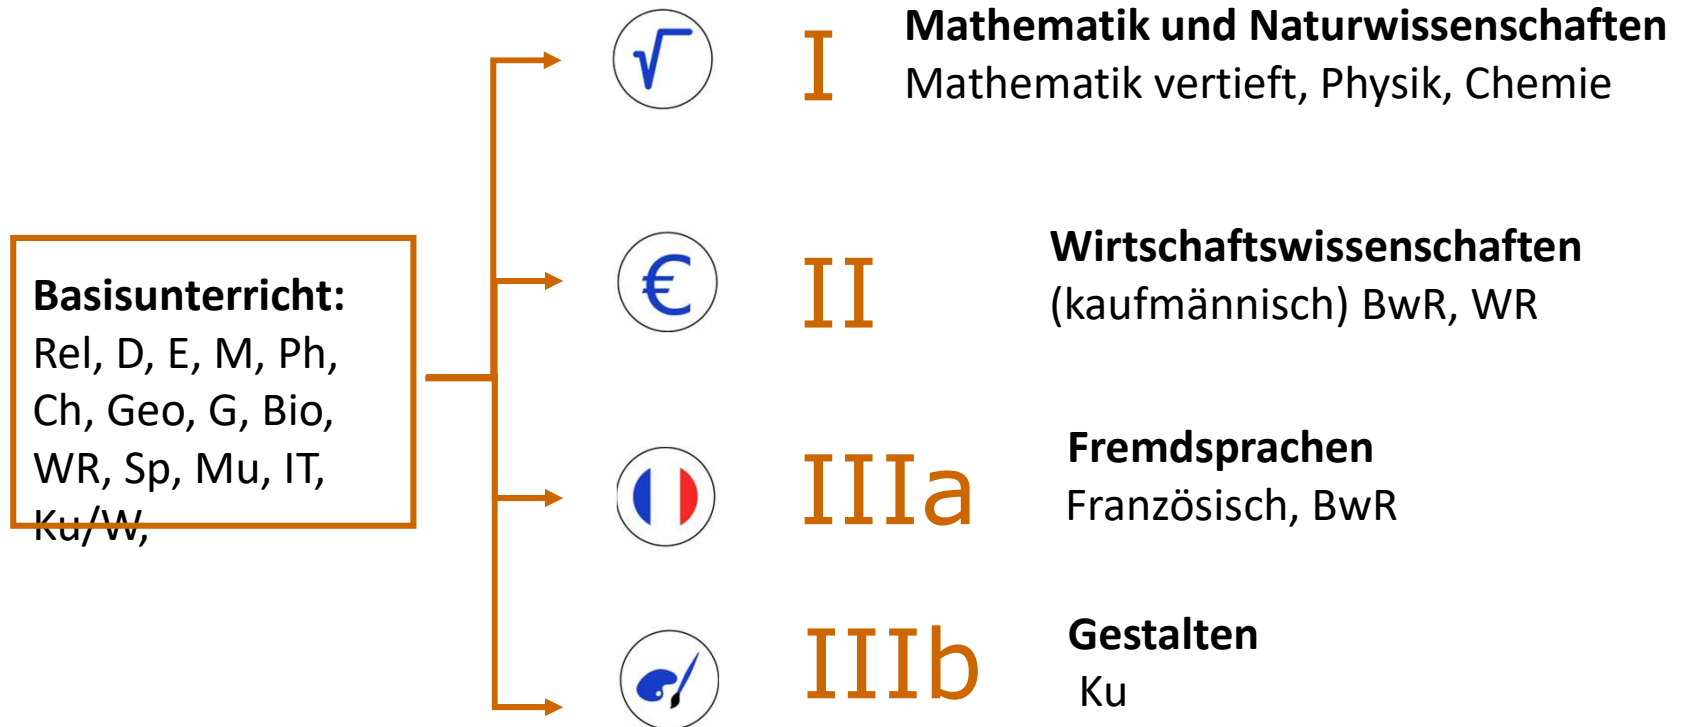 Basisunterricht:
Rel, D, E, M, Ph,
Ch, Geo, G, Bio,
WR, Sp, Mu, IT,
Ku/W,
√
I
Mathematik und Naturwissenschaften
Mathematik vertieft, Physik, Chemie
€
II
Wirtschaftswissenschaften
(kaufmännisch) BwR, WR
IIIa
Fremdsprachen
Französisch, BwR
IIIb
Gestalten
Ku